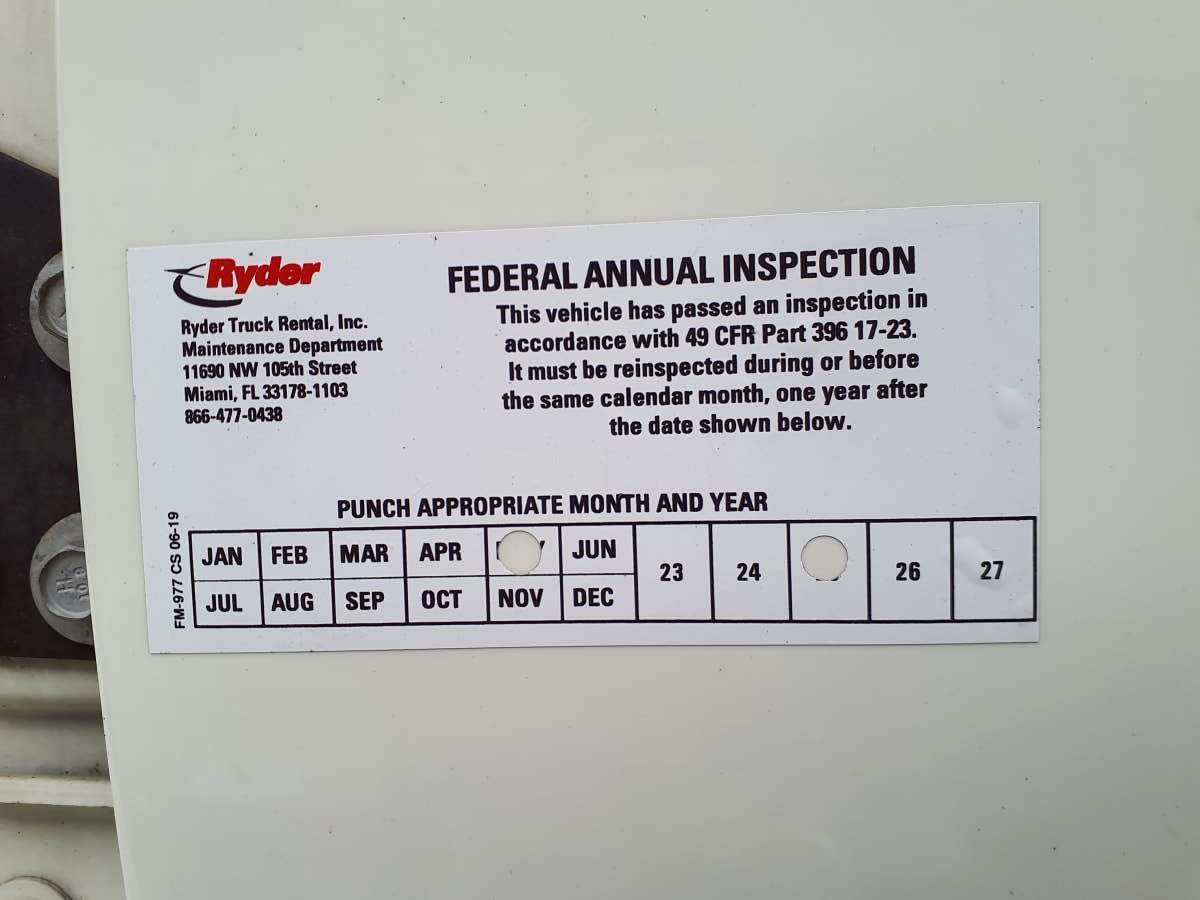 Ryder
Ryder Truck Rental, Inc.
Maintenance Department
11690 NW 105th Street
Miami, FL 33178-1103
866-477-0438
FEDERAL ANNUAL INSPECTION
This vehicle has passed an inspection in
accordance with 49 CFR Part 396 17-23.
It must be reinspected during or before
the same calendar month, one year after
the date shown below.
PUNCH APPROPRIATE MONTH AND YEAR
JAN FEB MAR APR JUN
JUL AUG SEP OCT NOV DEC
23 24 26 27
FM-977 CS 06-19